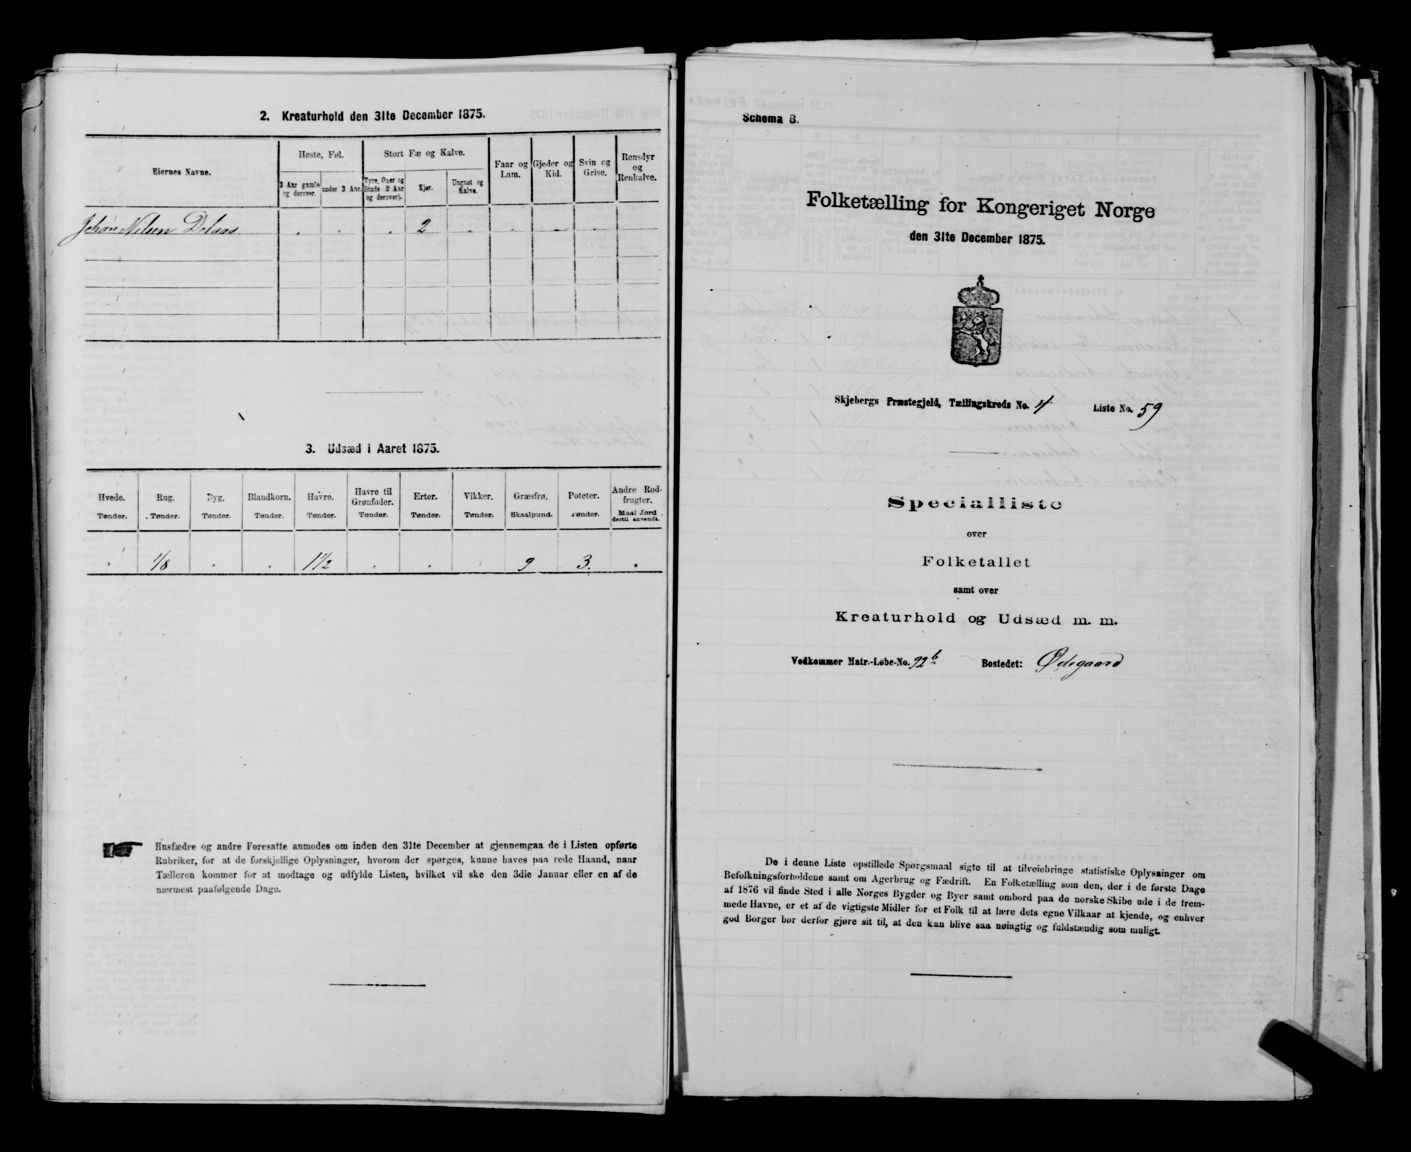 2. Kreaturhold den 31te December 1875.
Eiernes Navne.
Heste, Føl.
3 Aar gamle og derover.
under 3 Aar.
Stort Fæ og Kalve.
Tyre, Oxer og Stude 2 Aar og derover).
Kjør.
Ungnøt og Kalve.
Faar og Lam.
Gjeder og Kid.
Svin og Grise.
Rensdyr og Renkalve.
Johan Nilsen 2
3. Udsæd i Aaret 1875.
Hvede. Rug. Byg. Blandkorn. Havre. Havre til Grønfoder. Erter. Vikker. Græsfrø. Poteter. Andre Rodfrugter.
Tønder. Tønder. Tønder. Tønder. Tønder. Tønder. Tønder. Tønder. Skaalpund. Tønder. Maal Jord dertil anvendt.
1/8 1 1/2 9 3.
Husfædre og andre Foresatte anmodes om inden den 31te December at gjennemgaa de i Listen opførte
Rubriker, for at de forskjellige Oplysninger, hvorom der spørges, kunne haves paa rede Haand, naar
Tælleren kommer for at modtage og udfylde Listen, hvilket vil ske den 3die Januar eller en af de
nærmest paafølgende Dage.
Schema B.
Folketælling for Kongeriget Norge
den 31te December 1875.
Skjebergs Præstegjeld, Tællingskreds No. 4 Liste No. 59
Specialliste
over
Folketallet
samt over
Kreaturhold og Udsæd m. m.
Vedkommer Matr.-Løbe-No. 92 b Bostedet: Ødegaard
De i denne Liste opstillede Spørgsmaal sigte til at tilveiebringe statistiske Oplysninger om
Befolkningsforholdene samt om Agerbrug og Fædrift. En Folketælling som den, der i de første Dage
af 1876 vil finde Sted i alle Norges Bygder og Byer samt ombord paa de norske Skibe ude i de frem-
mede Havne, er et af de vigtigste Midler for et Folk til at lære dets egne Vilkaar at kjende, og enhver
god Borger bør derfor gjøre sit til, at den kan blive saa nøiagtig og fuldstændig som muligt.